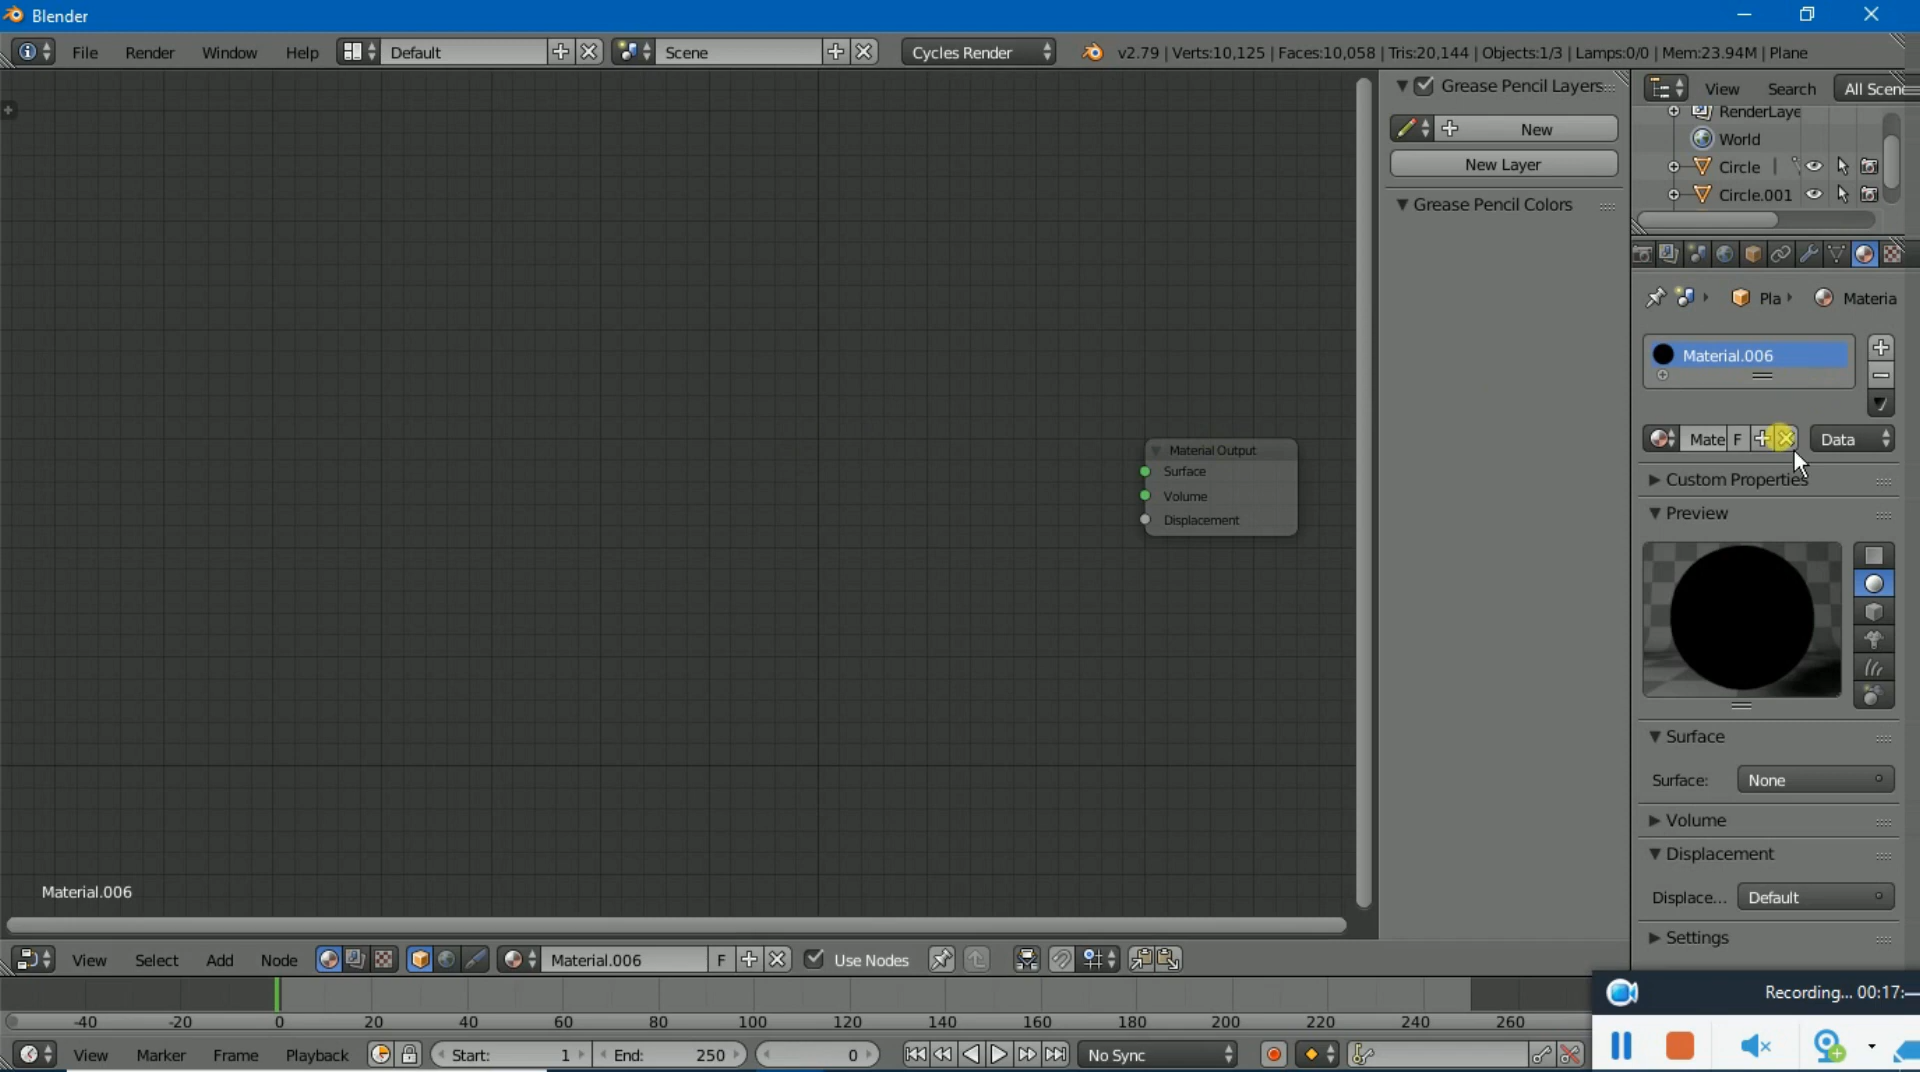 Blender
File Render Window Help Default Scene Cycles Render v2.79 | Verts:10,125 | Faces:10,058 | Tris:20,144 | Objects:1/3 | Lamps:0/0 | Mem:23.94M | Plane
Grease Pencil Layers
New
New Layer
Grease Pencil Colors
View Search All Scen
RenderLaye
World
Circle
Circle.001
Pla Materia
Material.006
Mate F Data
Custom Properties
Preview
Surface
Surface: None
Volume
Displacement
Displace... Default
Settings
Material Output
Surface
Volume
Displacement
Material.006
View Select Add Node Material.006 F Use Nodes
-40 -20 0 20 40 60 80 100 120 140 160 180 200 220 240 260
View Marker Frame Playback Start: 1 End: 250 0 No Sync
Recording... 00:17: